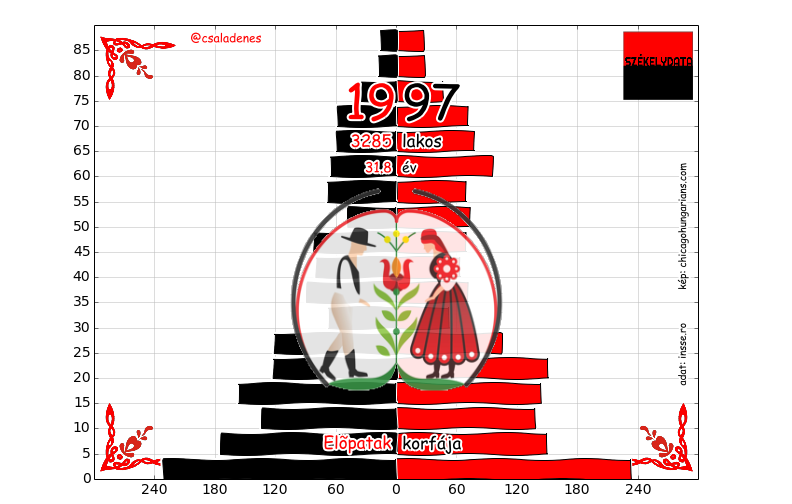 @csaladenes
SZÉKELYDATA
1997
3285 lakos
31.8 év
kép: chicagohungarians.com
adat: insse.ro
Előpatak korfája
85
80
75
70
65
60
55
50
45
40
35
30
25
20
15
10
5
0
240 180 120 60 0 60 120 180 240